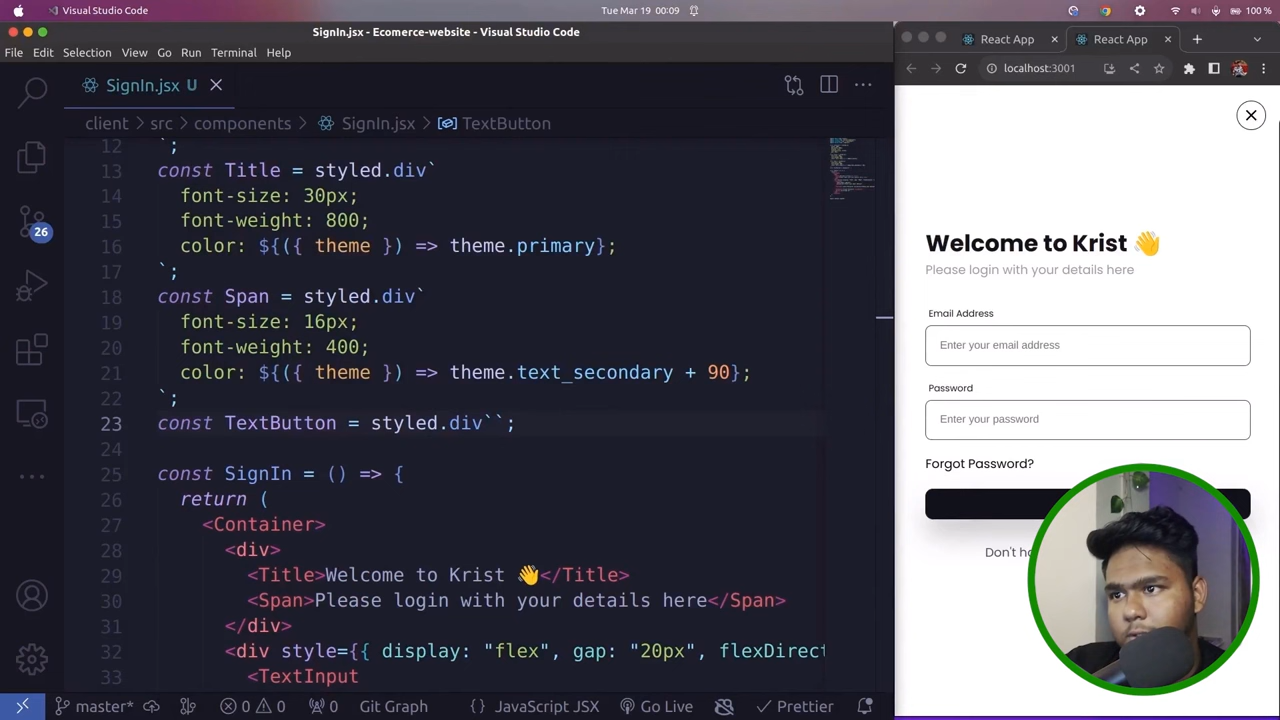 Visual Studio Code
Tue Mar 19 00:09
100 %
SignIn.jsx - Ecomerce-website - Visual Studio Code
File Edit Selection View Go Run Terminal Help
SignIn.jsx U
client > src > components > SignIn.jsx > TextButton
12 `;
13 const Title = styled.div`
14 font-size: 30px;
15 font-weight: 800;
16 color: ${({ theme }) => theme.primary};
17 `;
18 const Span = styled.div`
19 font-size: 16px;
20 font-weight: 400;
21 color: ${({ theme }) => theme.text_secondary + 90};
22 `;
23 const TextButton = styled.div``;
24
25 const SignIn = () => {
26 return (
27 <Container>
28 <div>
29 <Title>Welcome to Krist 👋</Title>
30 <Span>Please login with your details here</Span>
31 </div>
32 <div style={{ display: "flex", gap: "20px", flexDirect
33 <TextInput
26
master* 0 0 0 Git Graph {} JavaScript JSX Go Live Prettier
React App React App
localhost:3001
Welcome to Krist 👋
Please login with your details here
Email Address
Enter your email address
Password
Enter your password
Forgot Password?
Don't ha